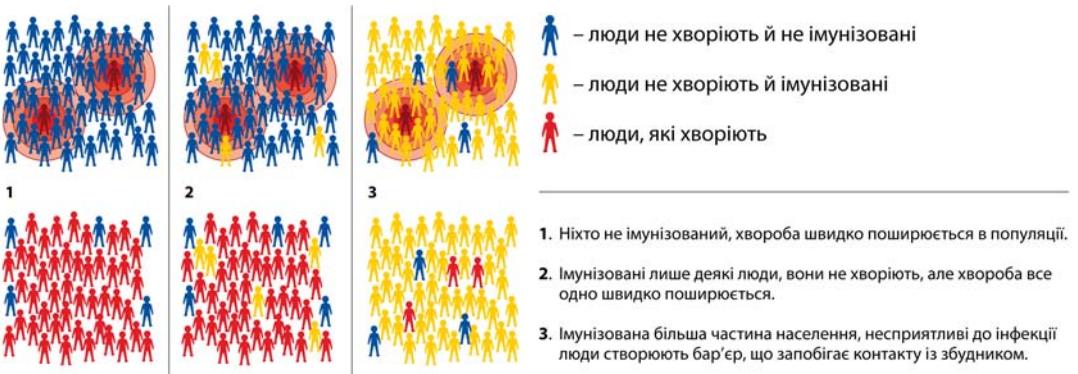 – люди не хворіють й не імунізовані
– люди не хворіють й імунізовані
– люди, які хворіють
1
2
3
1. Ніхто не імунізований, хвороба швидко поширюється в популяції.
2. Імунізовані лише деякі люди, вони не хворіють, але хвороба все
одно швидко поширюється.
3. Імунізована більша частина населення, несприятливі до інфекції
люди створюють бар’єр, що запобігає контакту із збудником.